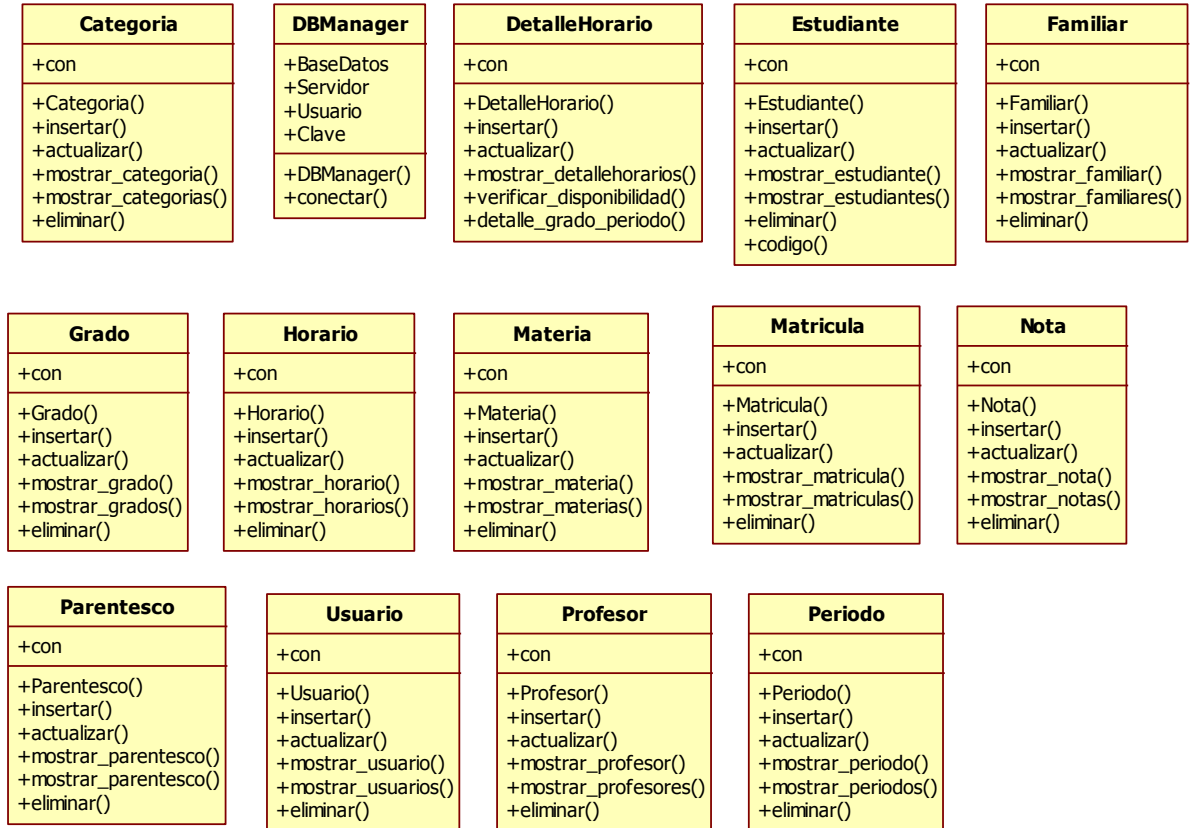 Categoria
+con
+Categoria()
+insertar()
+actualizar()
+mostrar_categoria()
+mostrar_categorias()
+eliminar()
DBManager
+BaseDatos
+Servidor
+Usuario
+Clave
+DBManager()
+conectar()
DetalleHorario
+con
+DetalleHorario()
+insertar()
+actualizar()
+mostrar_detallehorarios()
+verificar_disponibilidad()
+detalle_grado_periodo()
Estudiante
+con
+Estudiante()
+insertar()
+actualizar()
+mostrar_estudiante()
+mostrar_estudiantes()
+eliminar()
+codigo()
Familiar
+con
+Familiar()
+insertar()
+actualizar()
+mostrar_familiar()
+mostrar_familiares()
+eliminar()
Grado
+con
+Grado()
+insertar()
+actualizar()
+mostrar_grado()
+mostrar_grados()
+eliminar()
Horario
+con
+Horario()
+insertar()
+actualizar()
+mostrar_horario()
+mostrar_horarios()
+eliminar()
Materia
+con
+Materia()
+insertar()
+actualizar()
+mostrar_materia()
+mostrar_materias()
+eliminar()
Matricula
+con
+Matricula()
+insertar()
+actualizar()
+mostrar_matricula()
+mostrar_matriculas()
+eliminar()
Nota
+con
+Nota()
+insertar()
+actualizar()
+mostrar_nota()
+mostrar_notas()
+eliminar()
Parentesco
+con
+Parentesco()
+insertar()
+actualizar()
+mostrar_parentesco()
+mostrar_parentesco()
+eliminar()
Usuario
+con
+Usuario()
+insertar()
+actualizar()
+mostrar_usuario()
+mostrar_usuarios()
+eliminar()
Profesor
+con
+Profesor()
+insertar()
+actualizar()
+mostrar_profesor()
+mostrar_profesores()
+eliminar()
Periodo
+con
+Periodo()
+insertar()
+actualizar()
+mostrar_periodo()
+mostrar_periodos()
+eliminar()